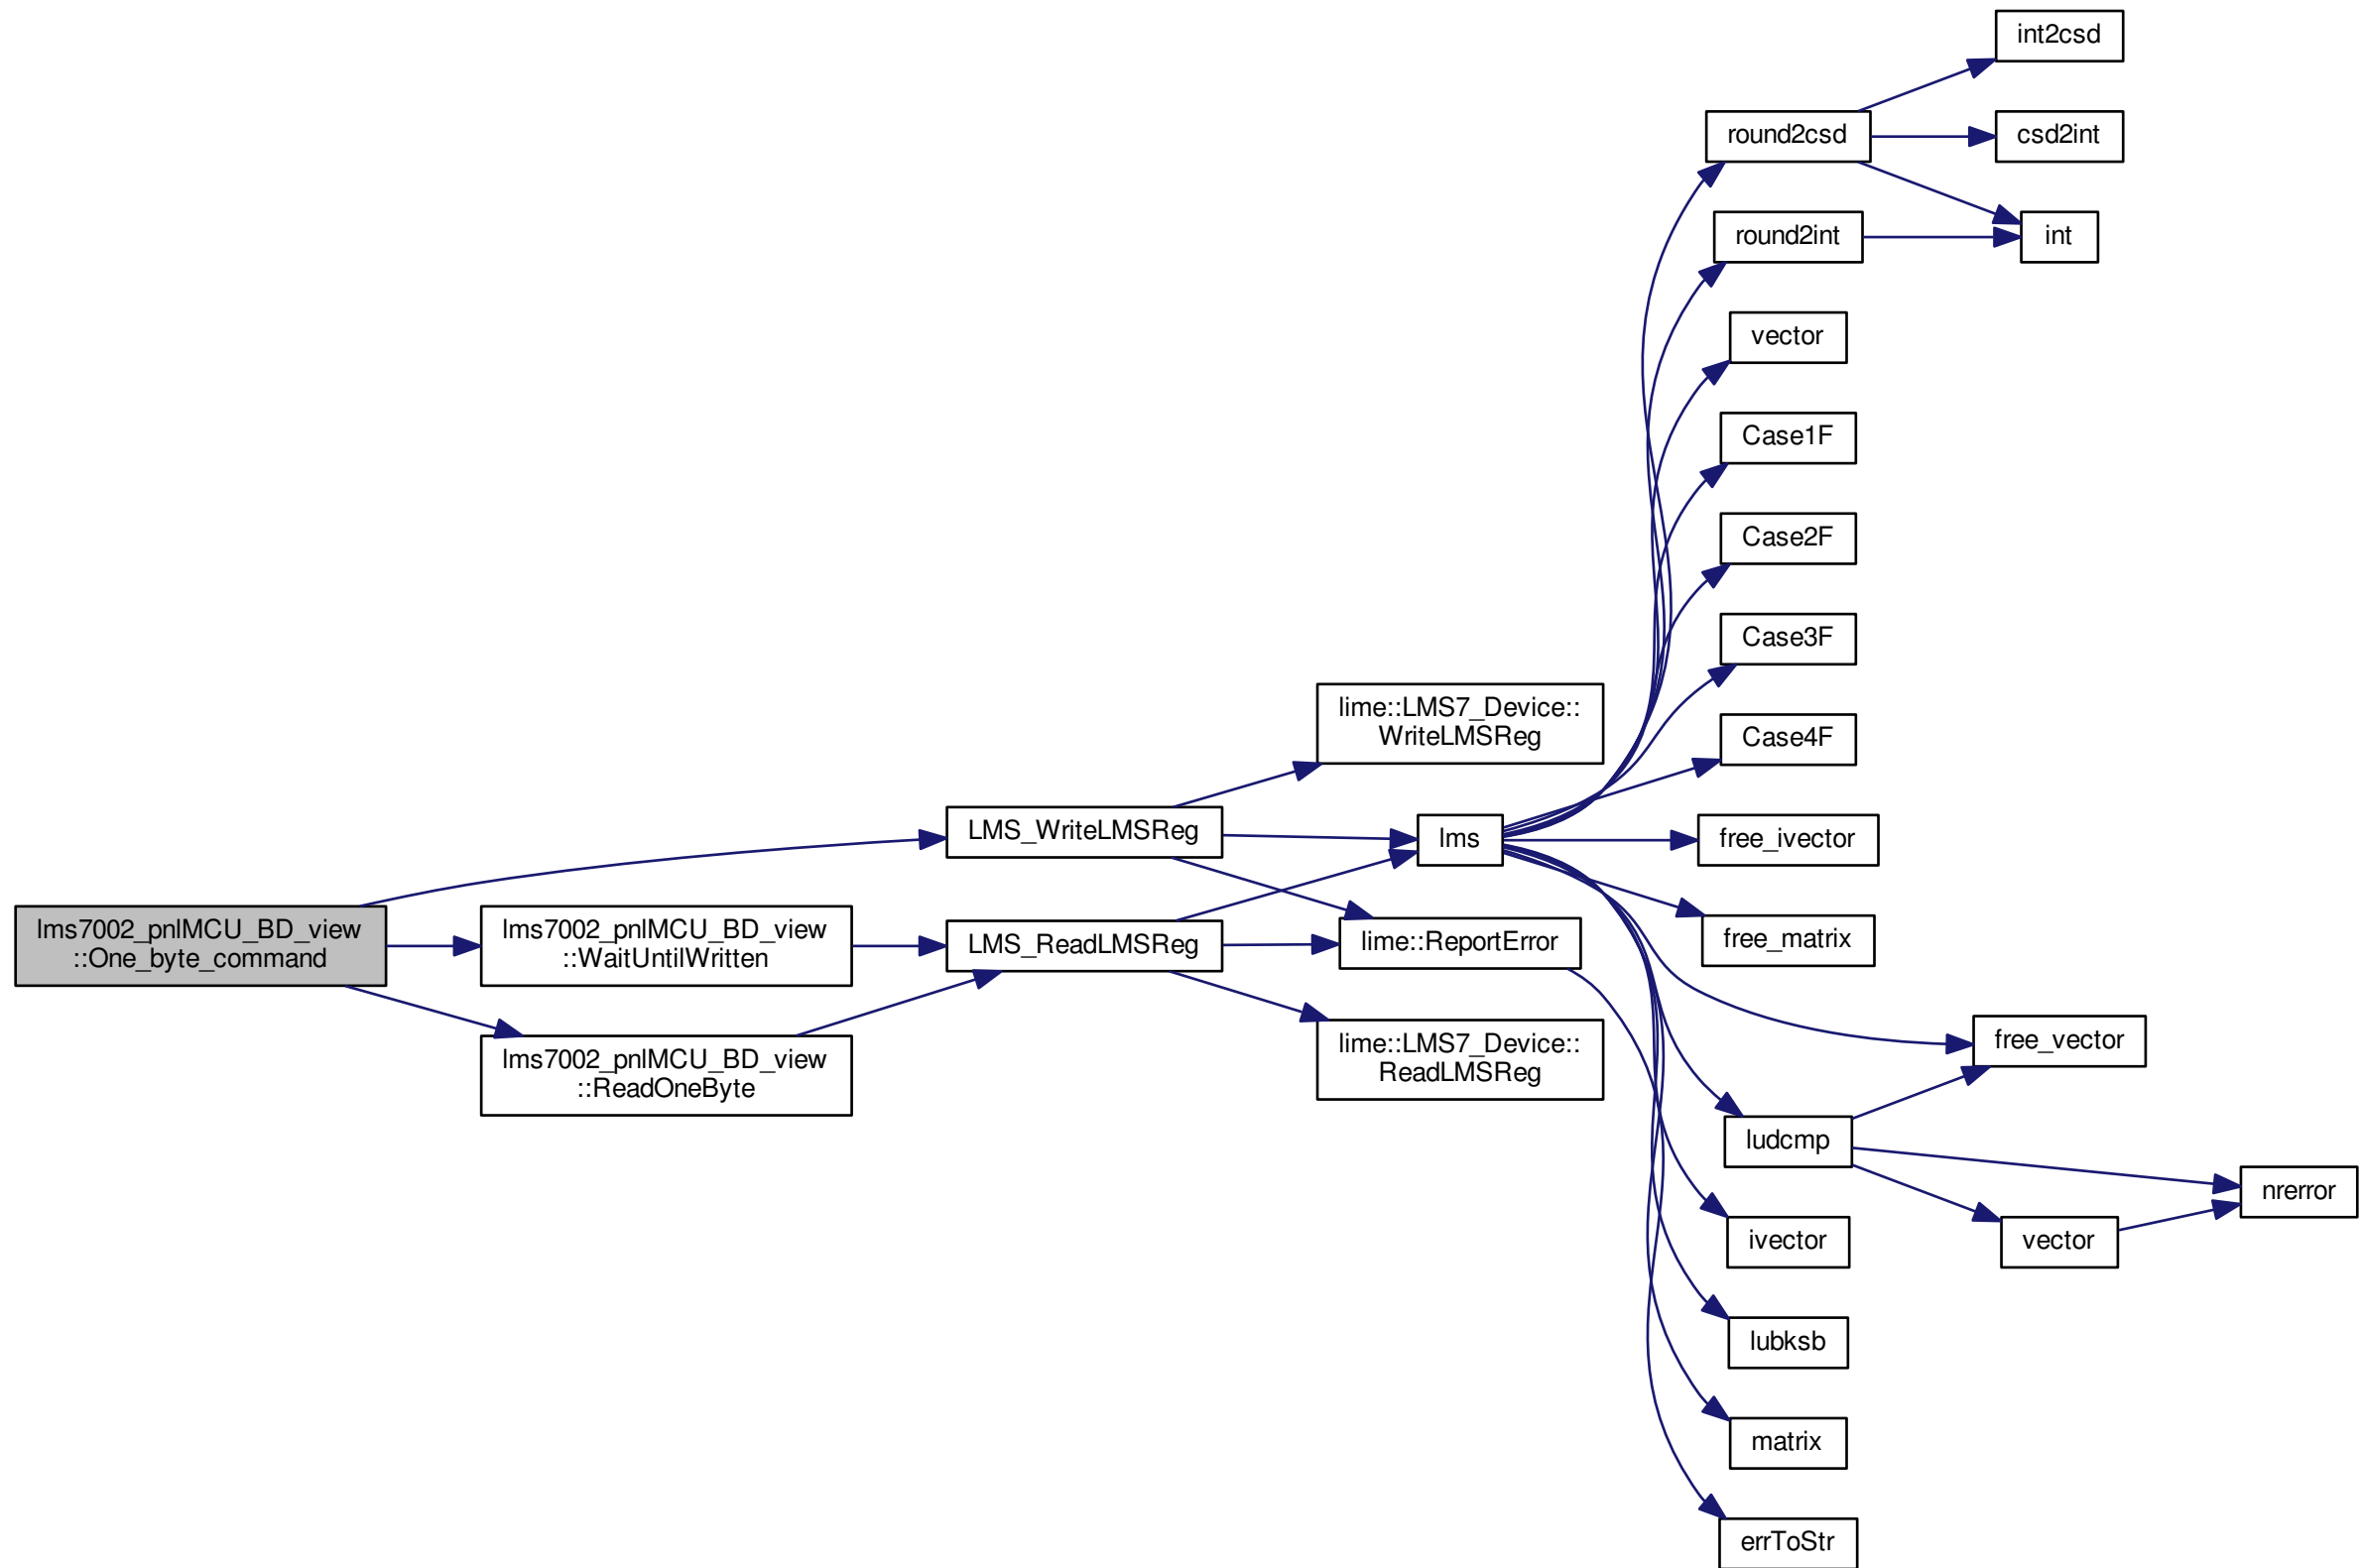 int2csd
round2csd
csd2int
round2int
int
vector
Case1F
Case2F
Case3F
lime::LMS7_Device::
WriteLMSReg
Case4F
LMS_WriteLMSReg
lms
free_ivector
lms7002_pnlMCU_BD_view
::One_byte_command
lms7002_pnlMCU_BD_view
::WaitUntilWritten
LMS_ReadLMSReg
lime::ReportError
free_matrix
lms7002_pnlMCU_BD_view
::ReadOneByte
lime::LMS7_Device::
ReadLMSReg
free_vector
ludcmp
nrerror
ivector
vector
lubksb
matrix
errToStr